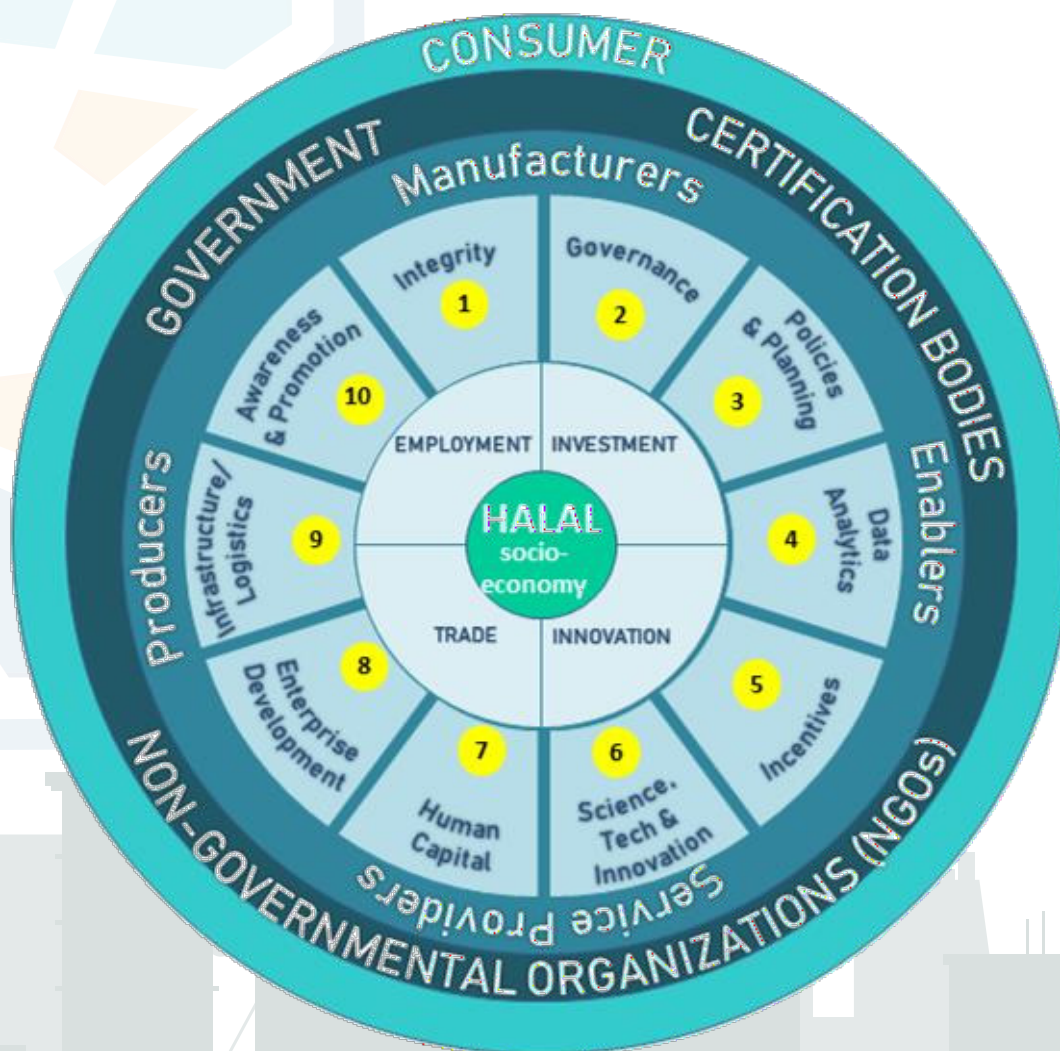 CONSUMER
GOVERNMENT
CERTIFICATION BODIES
NON-GOVERNMENTAL ORGANIZATIONS (NGOs)
Manufacturers
Enablers
Service Providers
Producers
Integrity
1
Governance
2
Policies
& Planning
3
Data
Analytics
4
Incentives
5
Science,
Tech &
Innovation
6
Human
Capital
7
Enterprise
Development
8
Infrastructure/
Logistics
9
Awareness
& Promotion
10
EMPLOYMENT
INVESTMENT
TRADE
INNOVATION
HALAL
socio-
economy